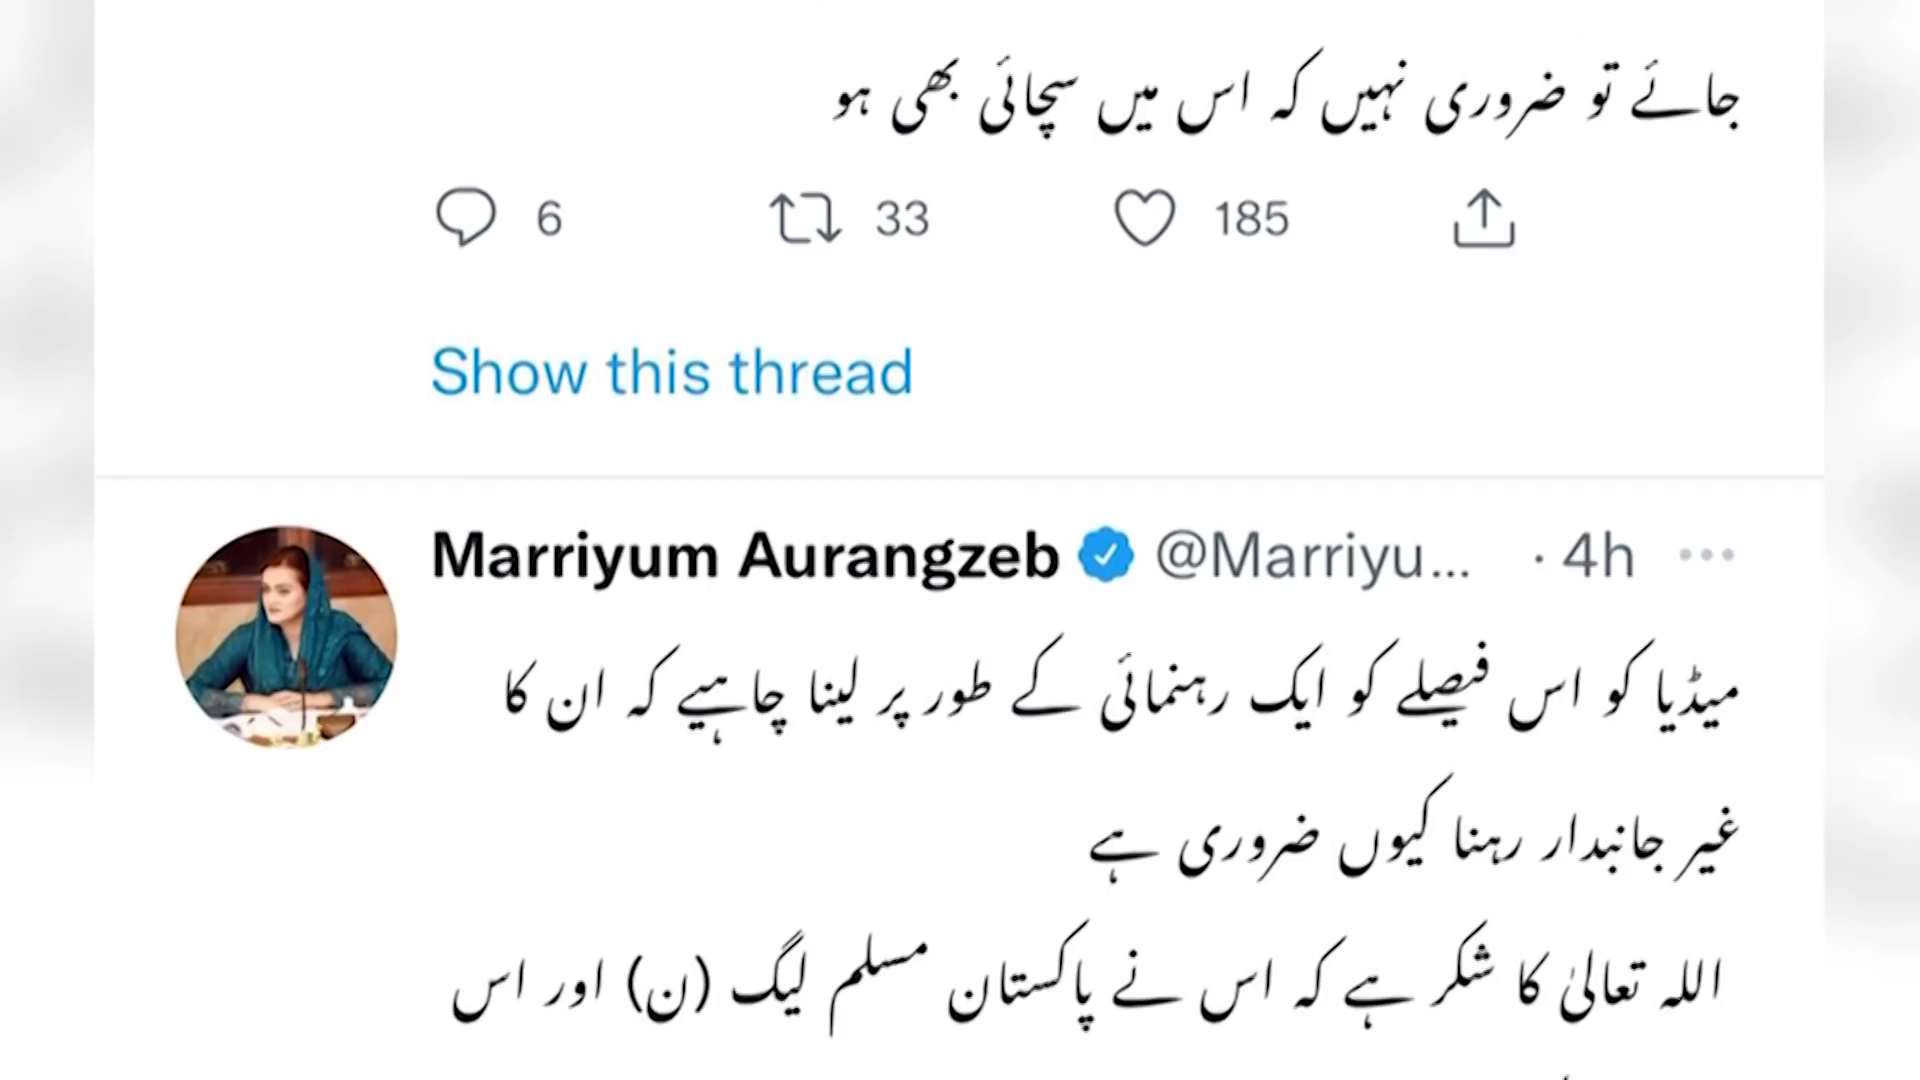 جائے تو ضروری نہیں کہ اس میں سچائی بھی ہو
6 33 185
Show this thread
Marriyum Aurangzeb @Marriyu... · 4h
میڈیا کو اس فیصلے کو ایک رہنمائی کے طور پر لینا چاہیے کہ ان کا
غیر جانبدار رہنا کیوں ضروری ہے
اللہ تعالیٰ کا شکر ہے کہ اس نے پاکستان مسلم لیگ (ن) اور اس